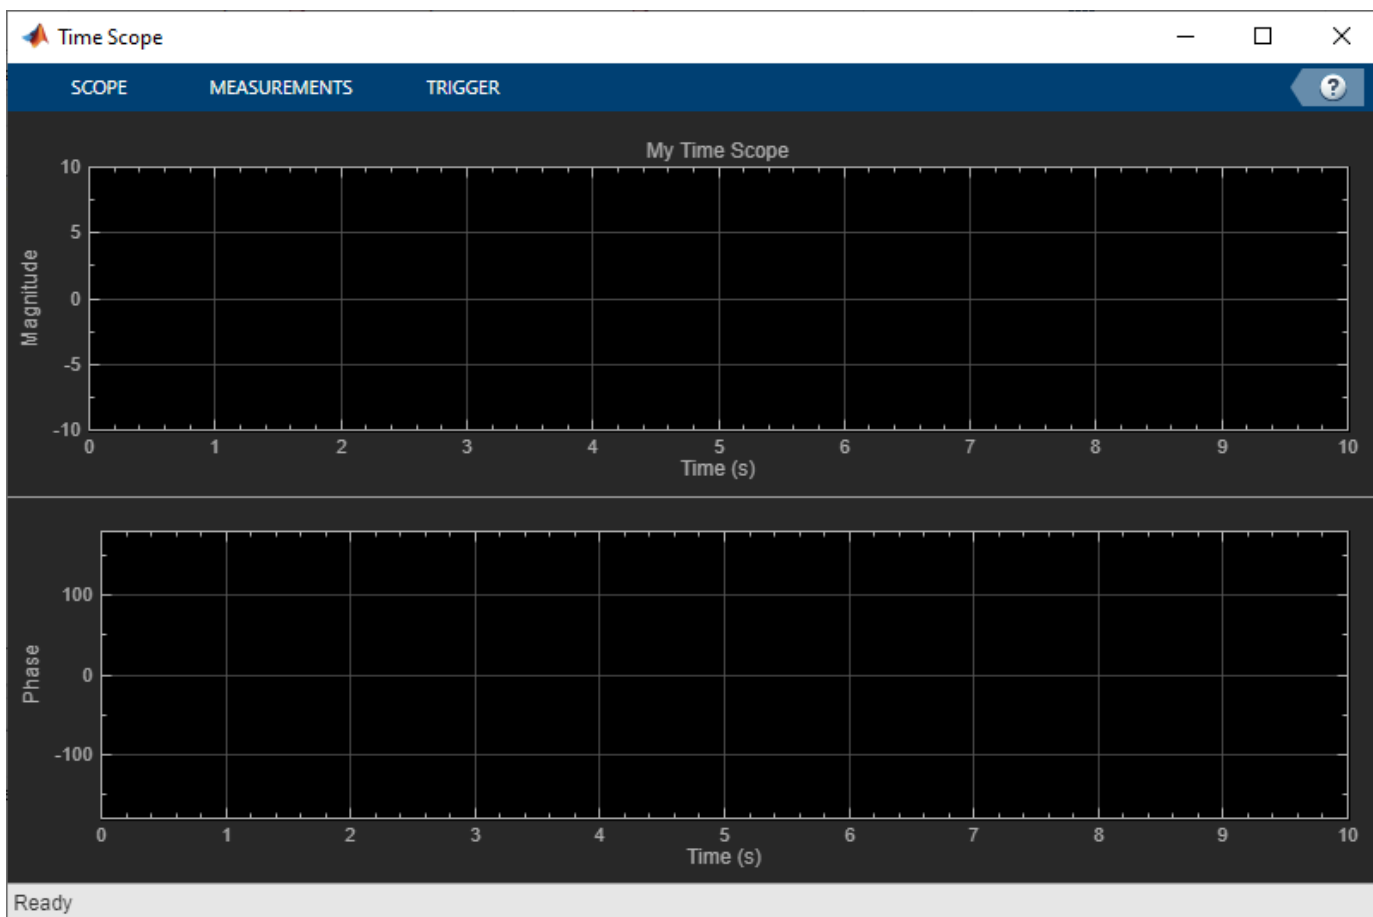 Time Scope
SCOPE MEASUREMENTS TRIGGER ?
My Time Scope
10
5
0
-5
-10
Magnitude
0 1 2 3 4 5 6 7 8 9 10
Time (s)
100
0
-100
Phase
0 1 2 3 4 5 6 7 8 9 10
Time (s)
Ready